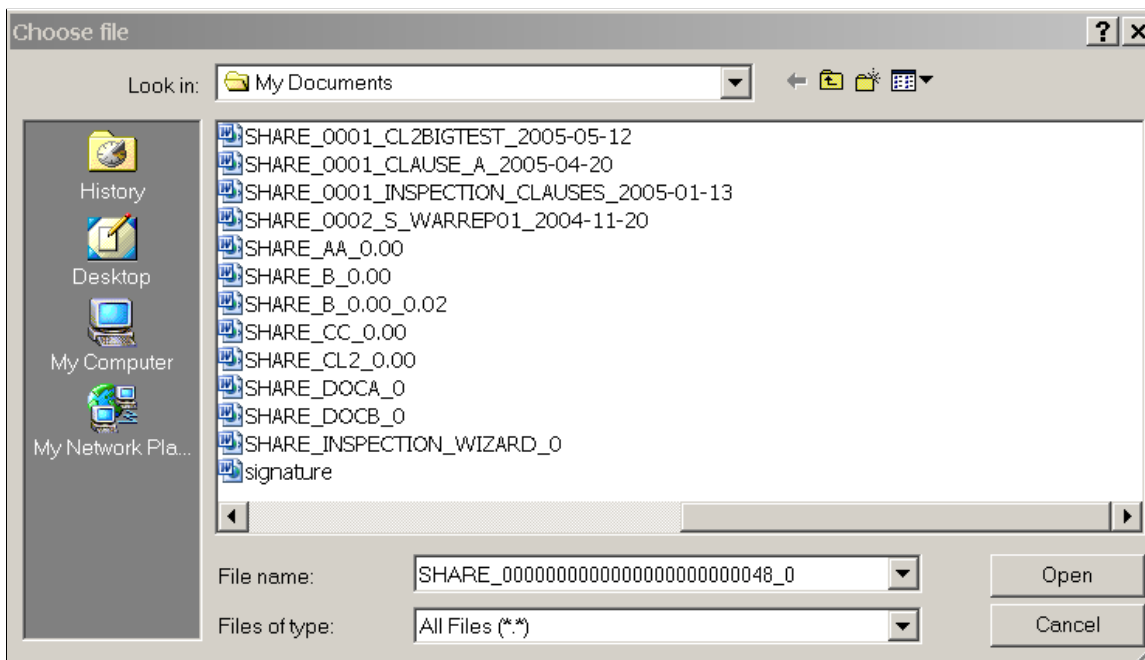 Choose file
Look in: My Documents
History
Desktop
My Computer
My Network Pla...
SHARE_0001_CL2BIGTEST_2005-05-12
SHARE_0001_CLAUSE_A_2005-04-20
SHARE_0001_INSPECTION_CLAUSES_2005-01-13
SHARE_0002_S_WARREP01_2004-11-20
SHARE_AA_0.00
SHARE_B_0.00
SHARE_B_0.00_0.02
SHARE_CC_0.00
SHARE_CL2_0.00
SHARE_DOCA_0
SHARE_DOCB_0
SHARE_INSPECTION_WIZARD_0
signature
File name: SHARE_0000000000000000000000048_0 Open
Files of type: All Files (*.*) Cancel